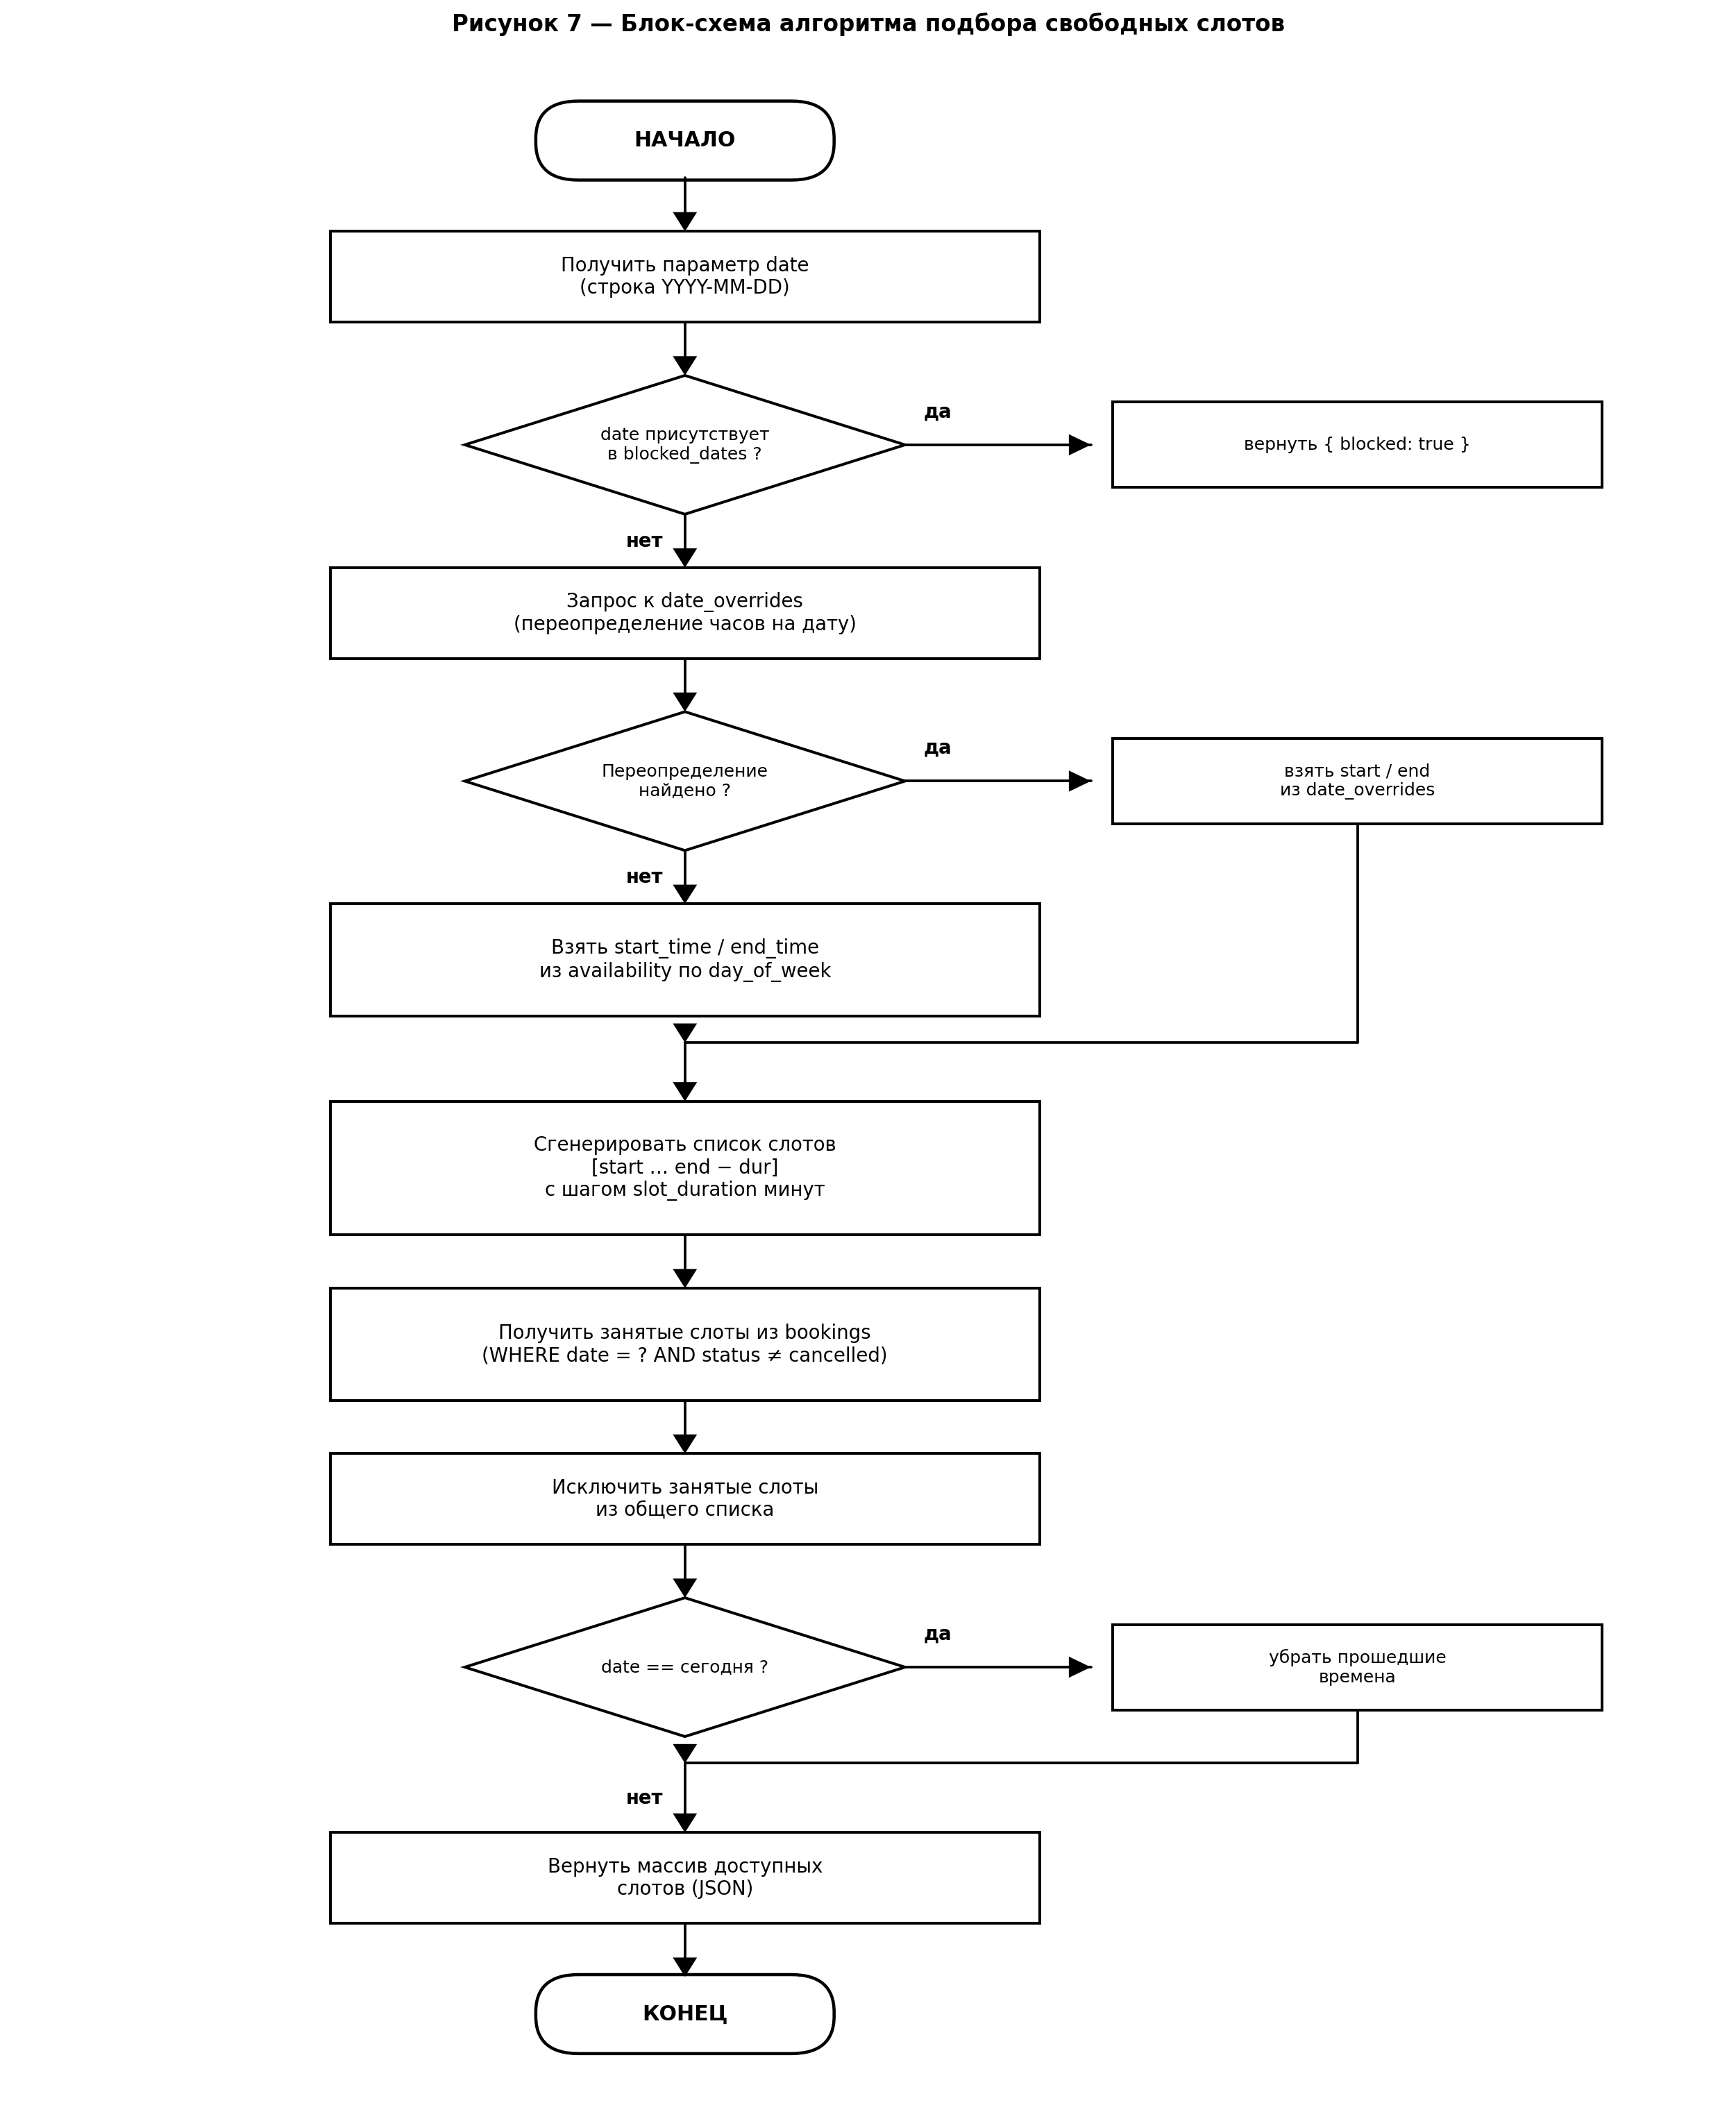 Рисунок 7 — Блок-схема алгоритма подбора свободных слотов
НАЧАЛО
Получить параметр date
(строка YYYY-MM-DD)
date присутствует
в blocked_dates ?
да
вернуть { blocked: true }
нет
Запрос к date_overrides
(переопределение часов на дату)
Переопределение
найдено ?
да
взять start / end
из date_overrides
нет
Взять start_time / end_time
из availability по day_of_week
Сгенерировать список слотов
[start ... end − dur]
с шагом slot_duration минут
Получить занятые слоты из bookings
(WHERE date = ? AND status ≠ cancelled)
Исключить занятые слоты
из общего списка
date == сегодня ?
да
убрать прошедшие
времена
нет
Вернуть массив доступных
слотов (JSON)
КОНЕЦ